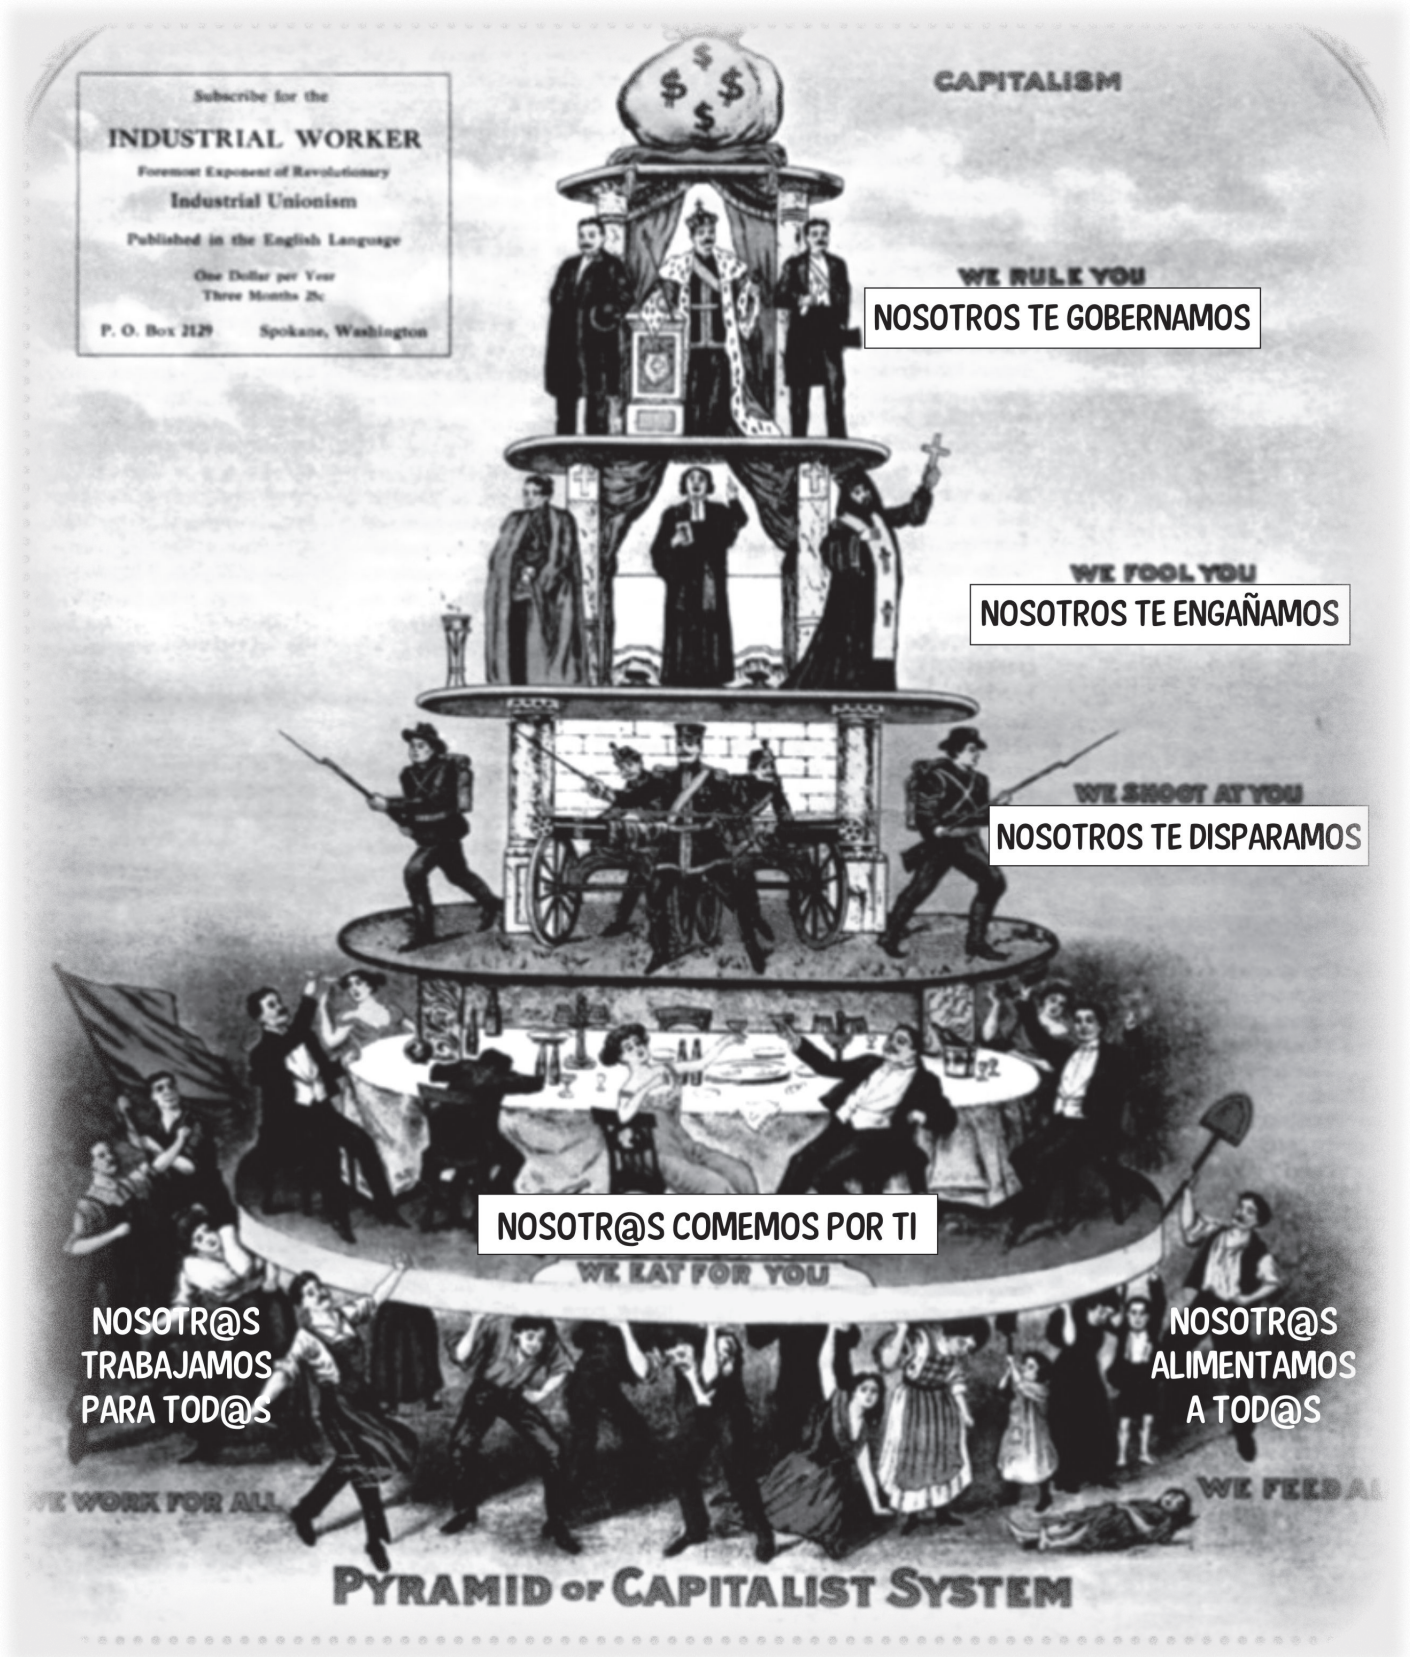 Subscribe for the
INDUSTRIAL WORKER
Foremost Exponent of Revolutionary
Industrial Unionism
Published in the English Language
One Dollar per Year
Three Months 25c
P. O. Box 2129 Spokane, Washington
$
$ $
$
CAPITALISM
WE RULE YOU
NOSOTROS TE GOBERNAMOS
WE FOOL YOU
NOSOTROS TE ENGAÑAMOS
WE SHOOT AT YOU
NOSOTROS TE DISPARAMOS
NOSOTR@S COMEMOS POR TI
WE EAT FOR YOU
NOSOTR@S
TRABAJAMOS
PARA TOD@S
NOSOTR@S
ALIMENTAMOS
A TOD@S
WE WORK FOR ALL
WE FEED AL
PYRAMID OF CAPITALIST SYSTEM